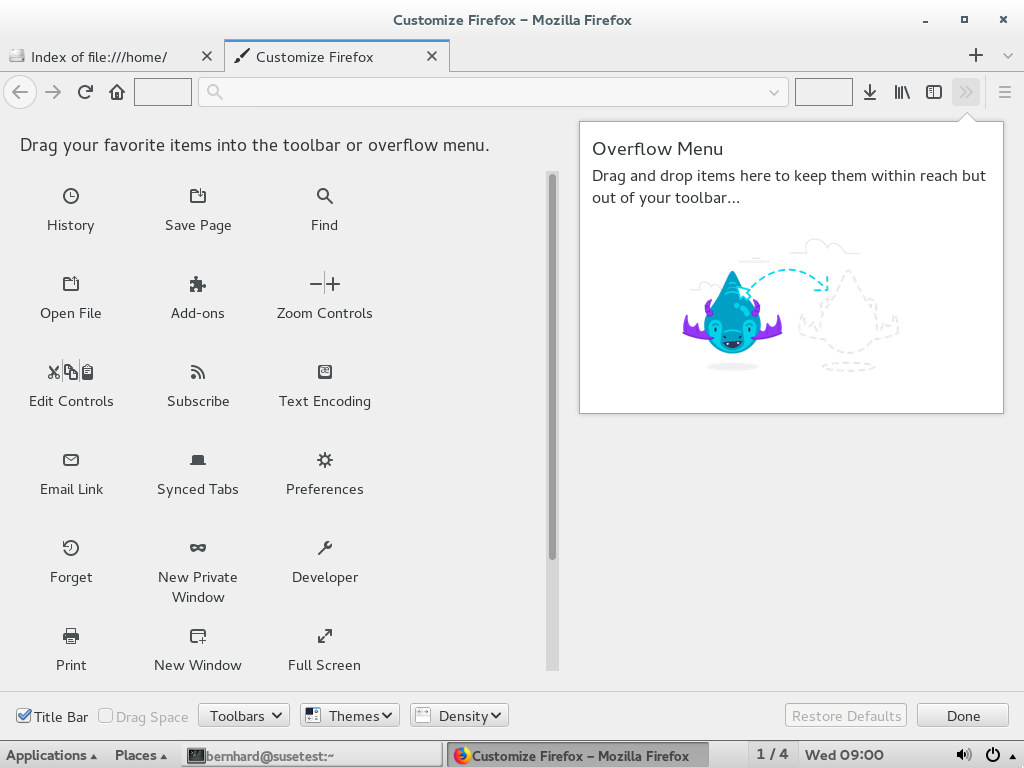 Customize Firefox – Mozilla Firefox
Index of file:///home/
Customize Firefox
Drag your favorite items into the toolbar or overflow menu.
Overflow Menu
Drag and drop items here to keep them within reach but
out of your toolbar...
History
Save Page
Find
Open File
Add-ons
Zoom Controls
Edit Controls
Subscribe
Text Encoding
Email Link
Synced Tabs
Preferences
Forget
New Private
Window
Developer
Print
New Window
Full Screen
Title Bar
Drag Space
Toolbars
Themes
Density
Restore Defaults
Done
Applications
Places
bernhard@susetest:~
Customize Firefox – Mozilla Firefox
1 / 4
Wed 09:00